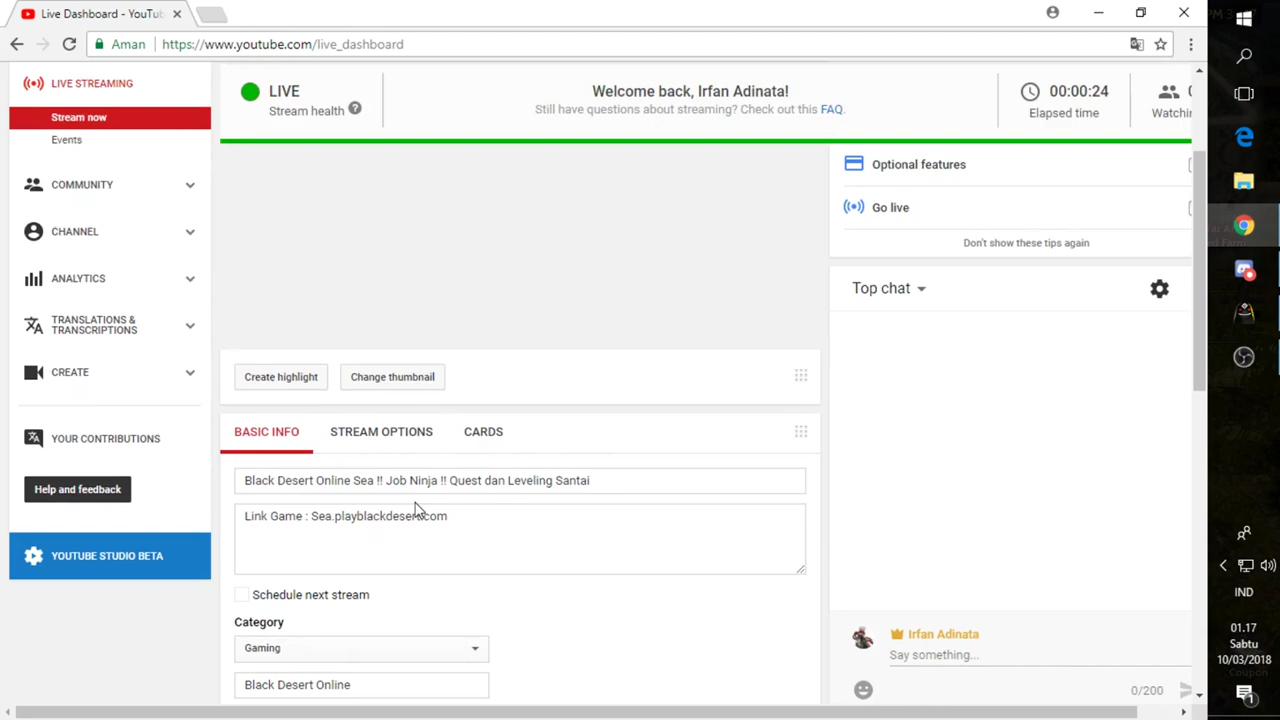 Live Dashboard - YouTu
Aman
https://www.youtube.com/live_dashboard
LIVE STREAMING
Stream now
Events
COMMUNITY
CHANNEL
ANALYTICS
TRANSLATIONS &
TRANSCRIPTIONS
CREATE
YOUR CONTRIBUTIONS
Help and feedback
YOUTUBE STUDIO BETA
LIVE
Stream health
Welcome back, Irfan Adinata!
Still have questions about streaming? Check out this FAQ.
00:00:24
Elapsed time
Watchin
Optional features
Go live
Don't show these tips again
Top chat
Create highlight
Change thumbnail
BASIC INFO
STREAM OPTIONS
CARDS
Black Desert Online Sea !! Job Ninja !! Quest dan Leveling Santai
Link Game : Sea.playblackdesert.com
Schedule next stream
Category
Gaming
Black Desert Online
Irfan Adinata
Say something...
0/200
IND
01.17
Sabtu
10/03/2018
Coupon
1